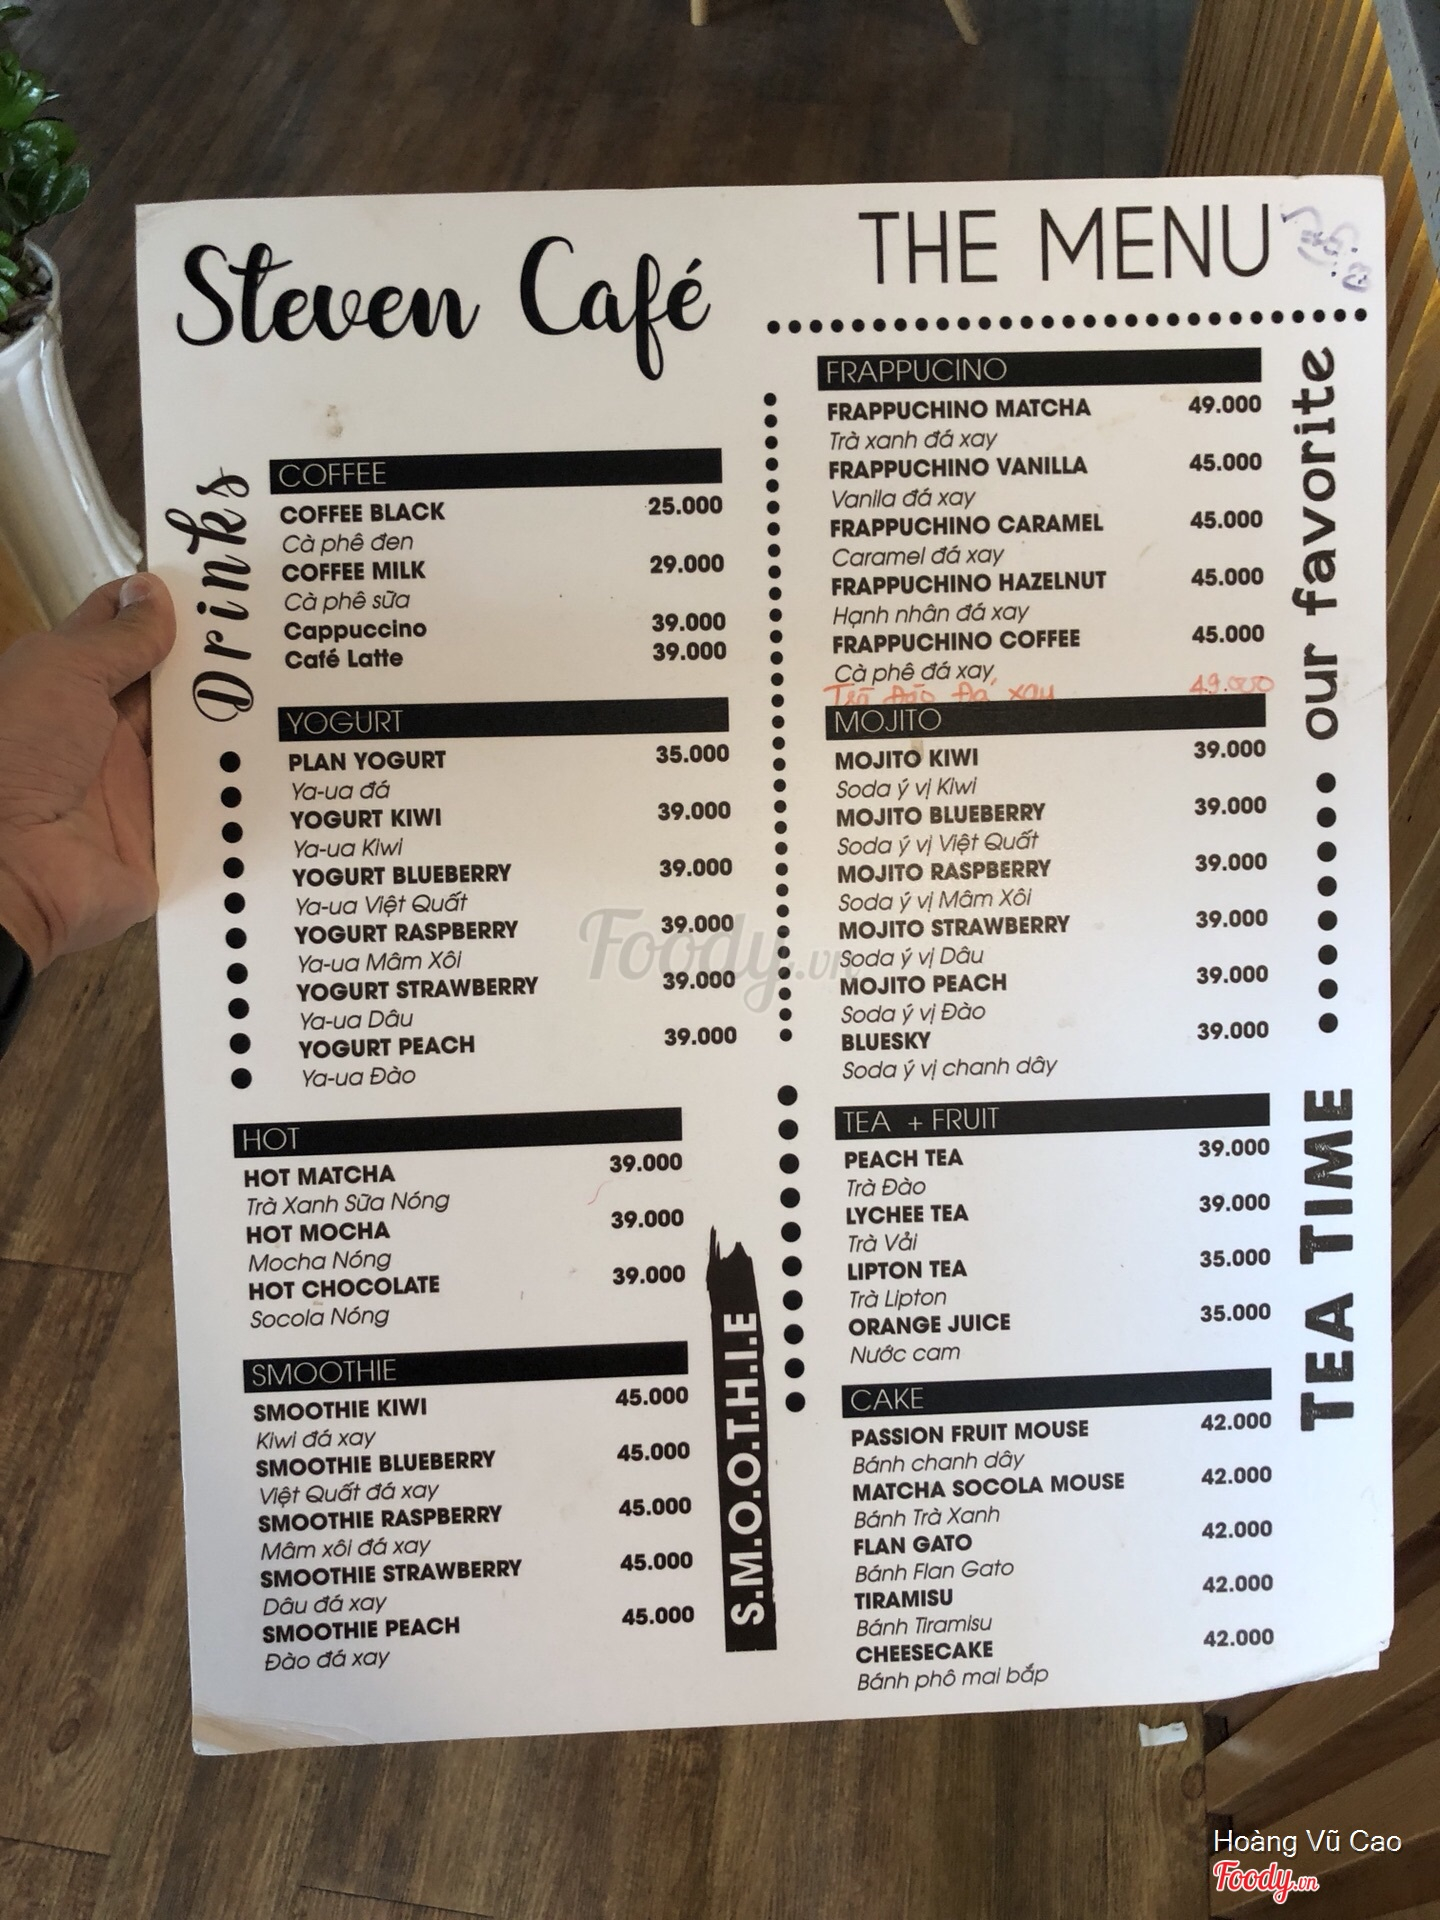 Steven Café
THE MENU
Drinks
COFFEE
COFFEE BLACK 25.000
Cà phê đen
COFFEE MILK 29.000
Cà phê sữa
Cappuccino 39.000
Café Latte 39.000
YOGURT
PLAN YOGURT 35.000
Ya-ua đá
YOGURT KIWI 39.000
Ya-ua Kiwi
YOGURT BLUEBERRY 39.000
Ya-ua Việt Quất
YOGURT RASPBERRY 39.000
Ya-ua Mâm Xôi
YOGURT STRAWBERRY 39.000
Ya-ua Dâu
YOGURT PEACH 39.000
Ya-ua Đào
HOT
HOT MATCHA 39.000
Trà Xanh Sữa Nóng
HOT MOCHA 39.000
Mocha Nóng
HOT CHOCOLATE 39.000
Socola Nóng
SMOOTHIE
SMOOTHIE KIWI 45.000
Kiwi đá xay
SMOOTHIE BLUEBERRY 45.000
Việt Quất đá xay
SMOOTHIE RASPBERRY 45.000
Mâm xôi đá xay
SMOOTHIE STRAWBERRY 45.000
Dâu đá xay
SMOOTHIE PEACH 45.000
Đào đá xay
S.M.O.O.T.H.I.E
FRAPPUCINO
FRAPPUCHINO MATCHA 49.000
Trà xanh đá xay
FRAPPUCHINO VANILLA 45.000
Vanlla đá xay
FRAPPUCHINO CARAMEL 45.000
Caramel đá xay
FRAPPUCHINO HAZELNUT 45.000
Hạnh nhân đá xay
FRAPPUCHINO COFFEE 45.000
Cà phê đá xay
Trà Đào Đá xay 49.000
MOJITO
MOJITO KIWI 39.000
Soda ý vị Kiwi
MOJITO BLUEBERRY 39.000
Soda ý vị Việt Quất
MOJITO RASPBERRY 39.000
Soda ý vị Mâm Xôi
MOJITO STRAWBERRY 39.000
Soda ý vị Dâu
MOJITO PEACH 39.000
Soda ý vị Đào
BLUESKY 39.000
Soda ý vị chanh dây
our favorite
TEA + FRUIT
PEACH TEA 39.000
Trà Đào
LYCHEE TEA 39.000
Trà Vải
LIPTON TEA 35.000
Trà Lipton
ORANGE JUICE 35.000
Nước cam
CAKE
PASSION FRUIT MOUSE 42.000
Bánh chanh dây
MATCHA SOCOLA MOUSE 42.000
Bánh Trà Xanh
FLAN GATO 42.000
Bánh Flan Gato
TIRAMISU 42.000
Bánh Tiramisu
CHEESECAKE 42.000
Bánh phô mai bắp
TEA TIME
Foody.vn
Hoàng Vũ Cao
Foody.vn